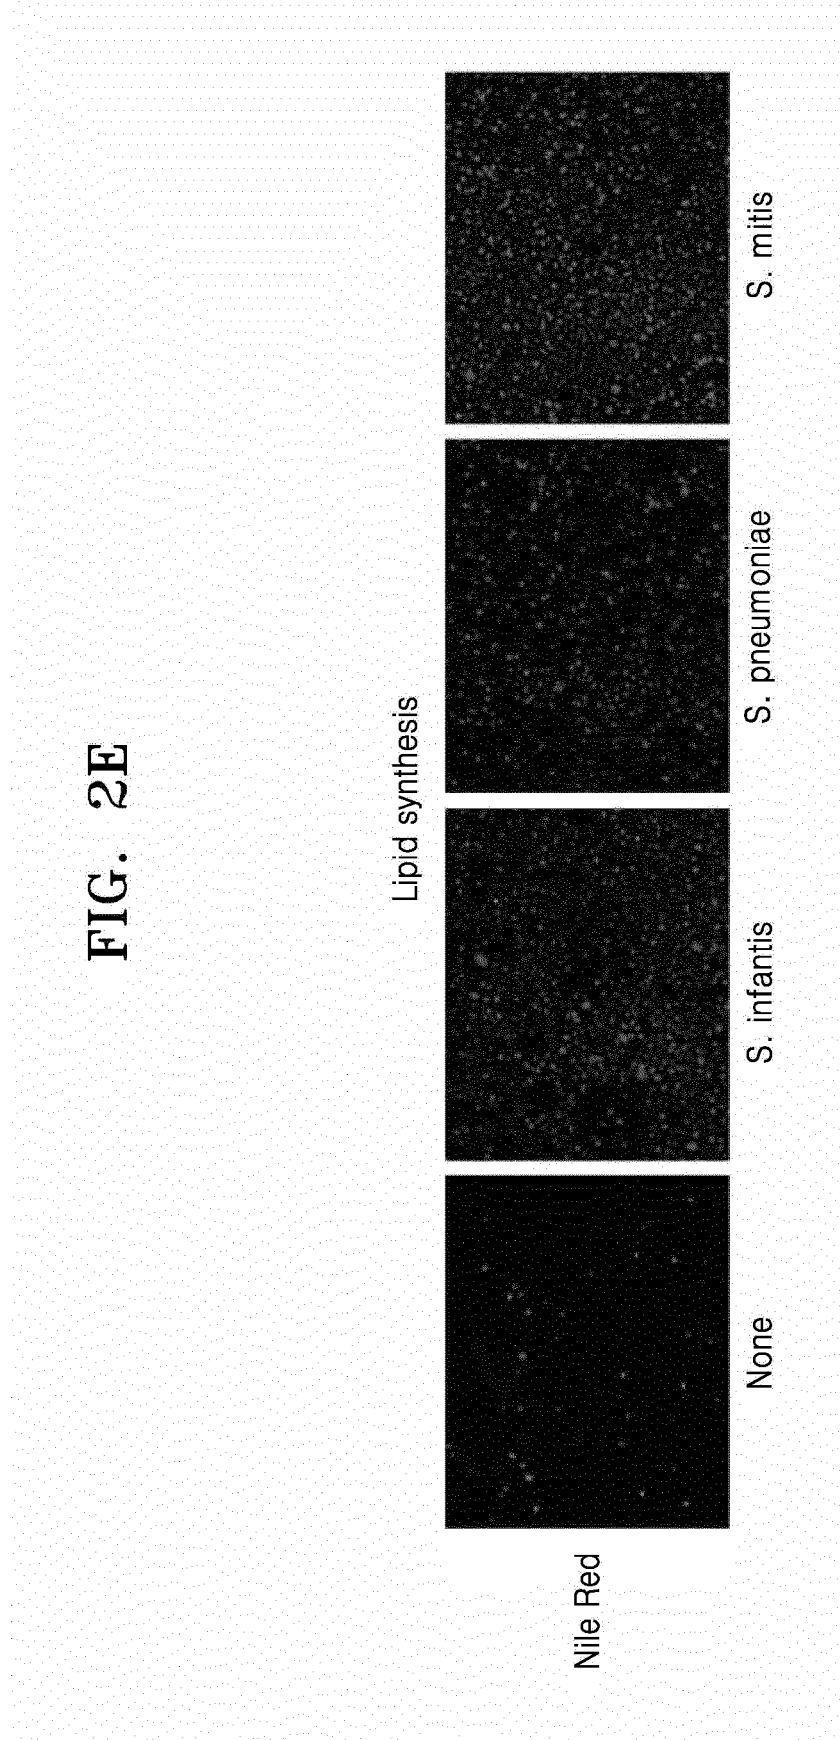 FIG. 2E
Lipid synthesis
Nile Red
None
S. infantis
S. pneumoniae
S. mitis